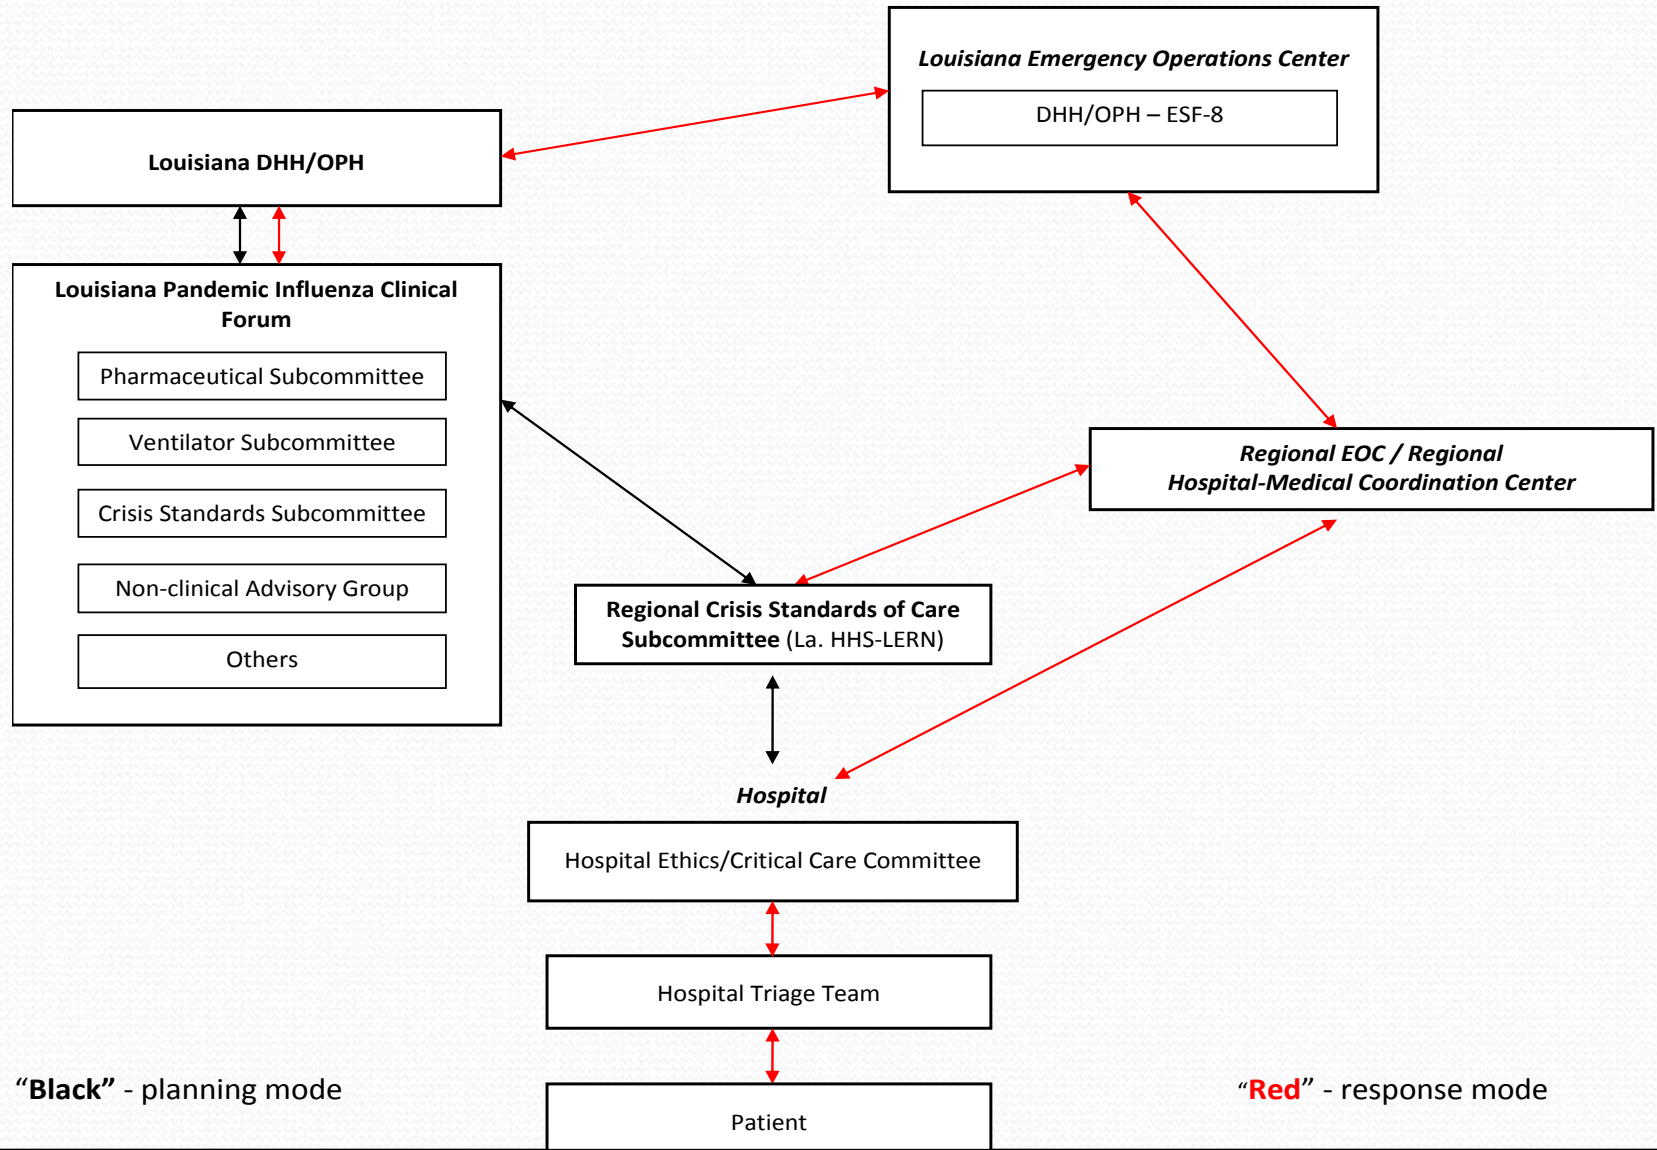 Louisiana Emergency Operations Center
DHH/OPH – ESF-8
Louisiana DHH/OPH
Louisiana Pandemic Influenza Clinical
Forum
Pharmaceutical Subcommittee
Ventilator Subcommittee
Crisis Standards Subcommittee
Non-clinical Advisory Group
Others
Regional EOC / Regional
Hospital-Medical Coordination Center
Regional Crisis Standards of Care
Subcommittee (La. HHS-LERN)
Hospital
Hospital Ethics/Critical Care Committee
Hospital Triage Team
Patient
“Black” - planning mode
“Red” - response mode